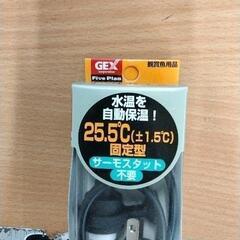 GEX
観賞魚用品
Five Plan
水温を
自動保温！
25.5℃(±1.5℃)
固定型
サーモスタット
不要